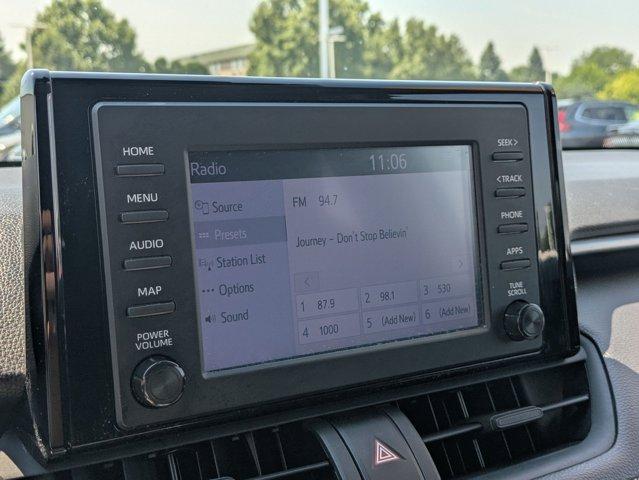 HOME
MENU
AUDIO
MAP
POWER
VOLUME
Radio 11:06
Source
Presets
Station List
Options
Sound
FM 94.7
Journey - Don't Stop Believin'
1 87.9 2 98.1 3 530
4 1000 5 (Add New) 6 (Add New)
SEEK >
< TRACK
PHONE
APPS
TUNE
SCROLL